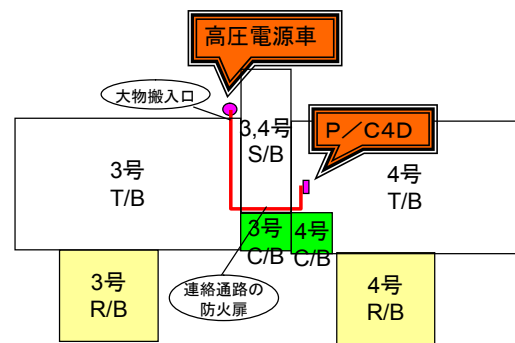 高圧電源車
大物搬入口
3,4号
S/B
P／C4D
3号
T/B
4号
T/B
3号
C/B
4号
C/B
連絡通路の
防火扉
3号
R/B
4号
R/B